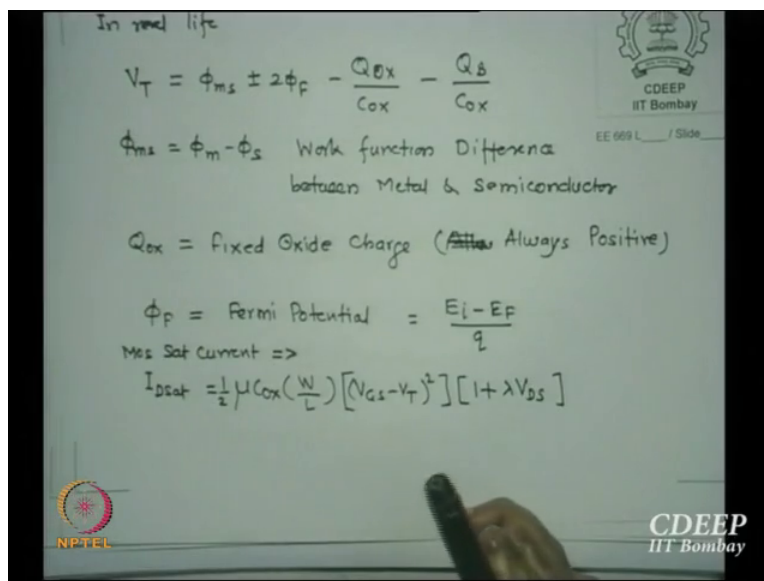 In real life
V_T = ϕ_ms ± 2ϕ_F - Q_ox/C_ox - Q_B/C_ox
CDEEP
IIT Bombay
EE 669 L___ / Slide___
ϕ_ms = ϕ_m - ϕ_s Work function Difference
between Metal & Semiconductor
Q_ox = Fixed Oxide Charge ( Always Positive)
ϕ_F = Fermi Potential = (E_i - E_F)/q
Mos Sat Current =>
I_Dsat = 1/2 μCox(W/L) [(V_GS-V_T)^2] [1+λV_DS]
NPTEL
CDEEP
IIT Bombay